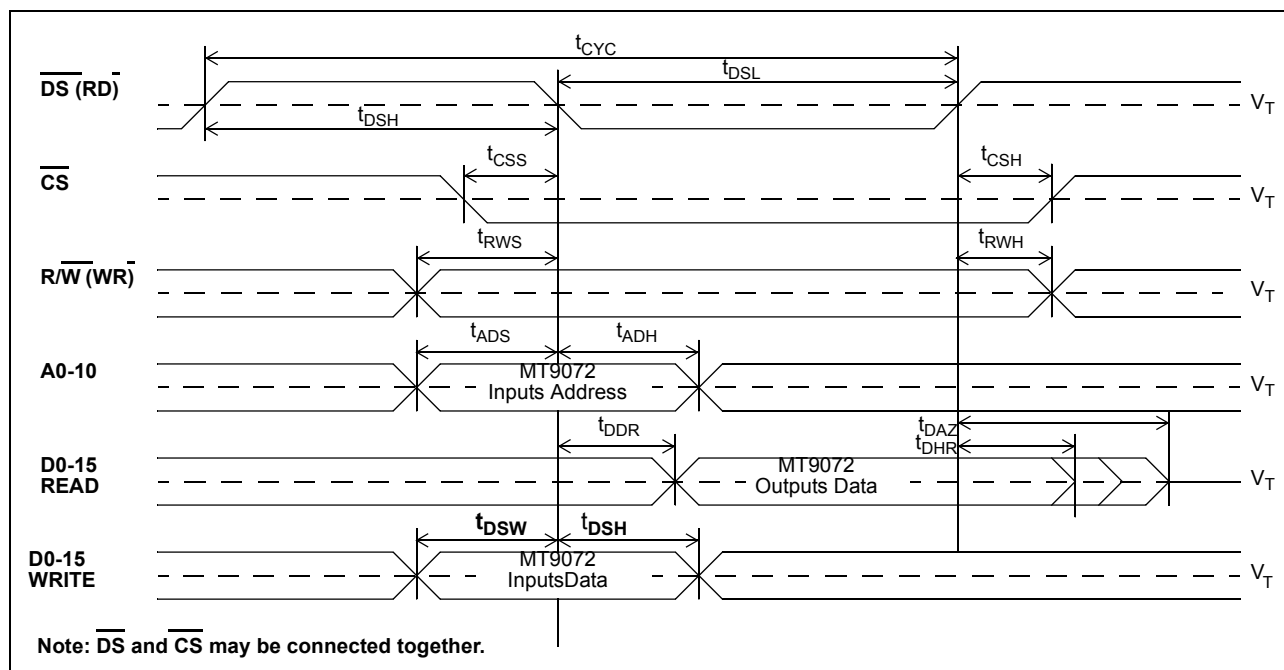 tCYC
DS (RD)
tDSL
VT
tDSH
tCSS
tCSH
CS
VT
tRWS
tRWH
R/W (WR)
VT
tADS
tADH
A0-10
MT9072
Inputs Address
VT
tDDR
tDAZ
tDHR
D0-15
READ
MT9072
Outputs Data
VT
tDSW
tDSH
D0-15
WRITE
MT9072
InputsData
VT
Note: DS and CS may be connected together.